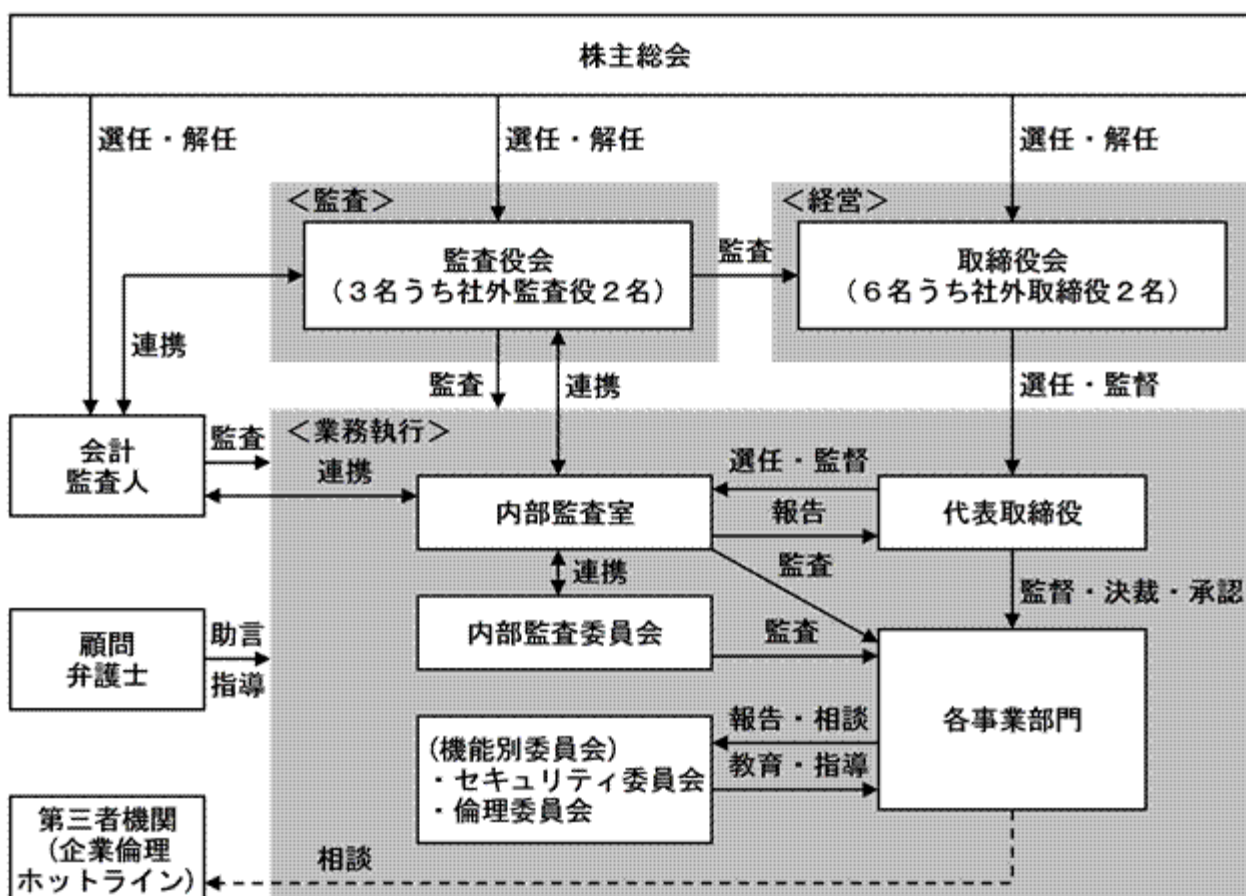 株主総会
選任・解任
選任・解任
選任・解任
＜監査＞
＜経営＞
監査役会
（３名うち社外監査役２名）
監査
取締役会
（６名うち社外取締役２名）
連携
監査
連携
選任・監督
会計
監査人
監査
＜業務執行＞
連携
選任・監督
内部監査室
報告
代表取締役
連携
監査
監督・決裁・承認
顧問
弁護士
助言
指導
内部監査委員会
監査
各事業部門
(機能別委員会)
・セキュリティ委員会
・倫理委員会
報告・相談
教育・指導
第三者機関
(企業倫理
ホットライン)
相談